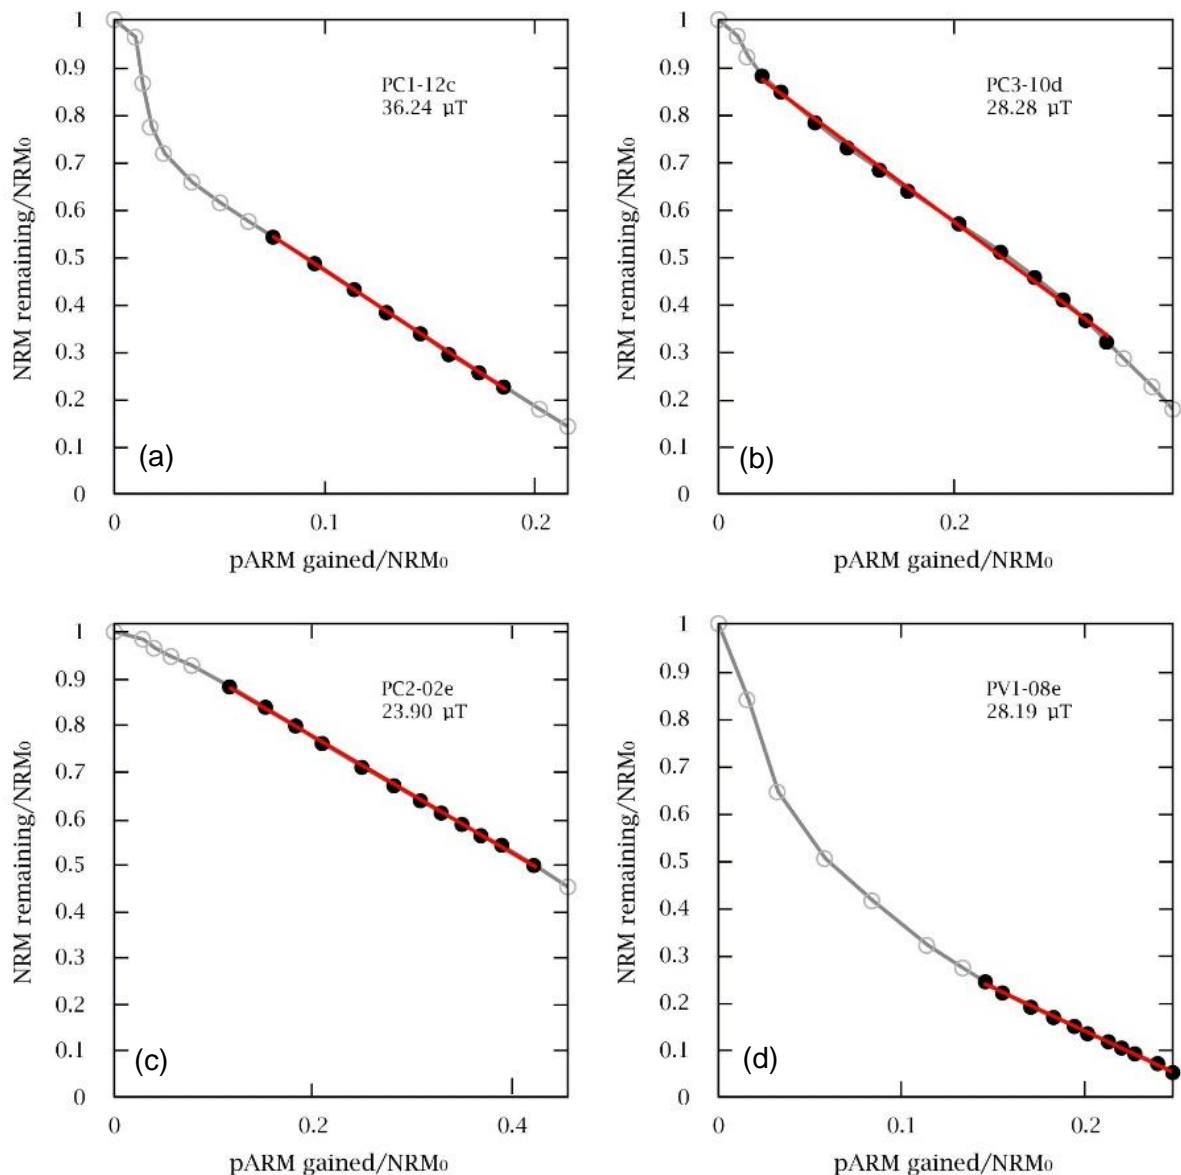 1
0.9
0.8
0.7
0.6
0.5
0.4
0.3
0.2
0.1
0
NRM remaining/NRM0
PC1-12c
36.24 μT
(a)
0
0.1
0.2
pARM gained/NRM0
1
0.9
0.8
0.7
0.6
0.5
0.4
0.3
0.2
0.1
0
NRM remaining/NRM0
PC3-10d
28.28 μT
(b)
0
0.2
pARM gained/NRM0
1
0.9
0.8
0.7
0.6
0.5
0.4
0.3
0.2
0.1
0
NRM remaining/NRM0
PC2-02e
23.90 μT
(c)
0
0.2
0.4
pARM gained/NRM0
1
0.9
0.8
0.7
0.6
0.5
0.4
0.3
0.2
0.1
0
NRM remaining/NRM0
PV1-08e
28.19 μT
(d)
0
0.1
0.2
pARM gained/NRM0